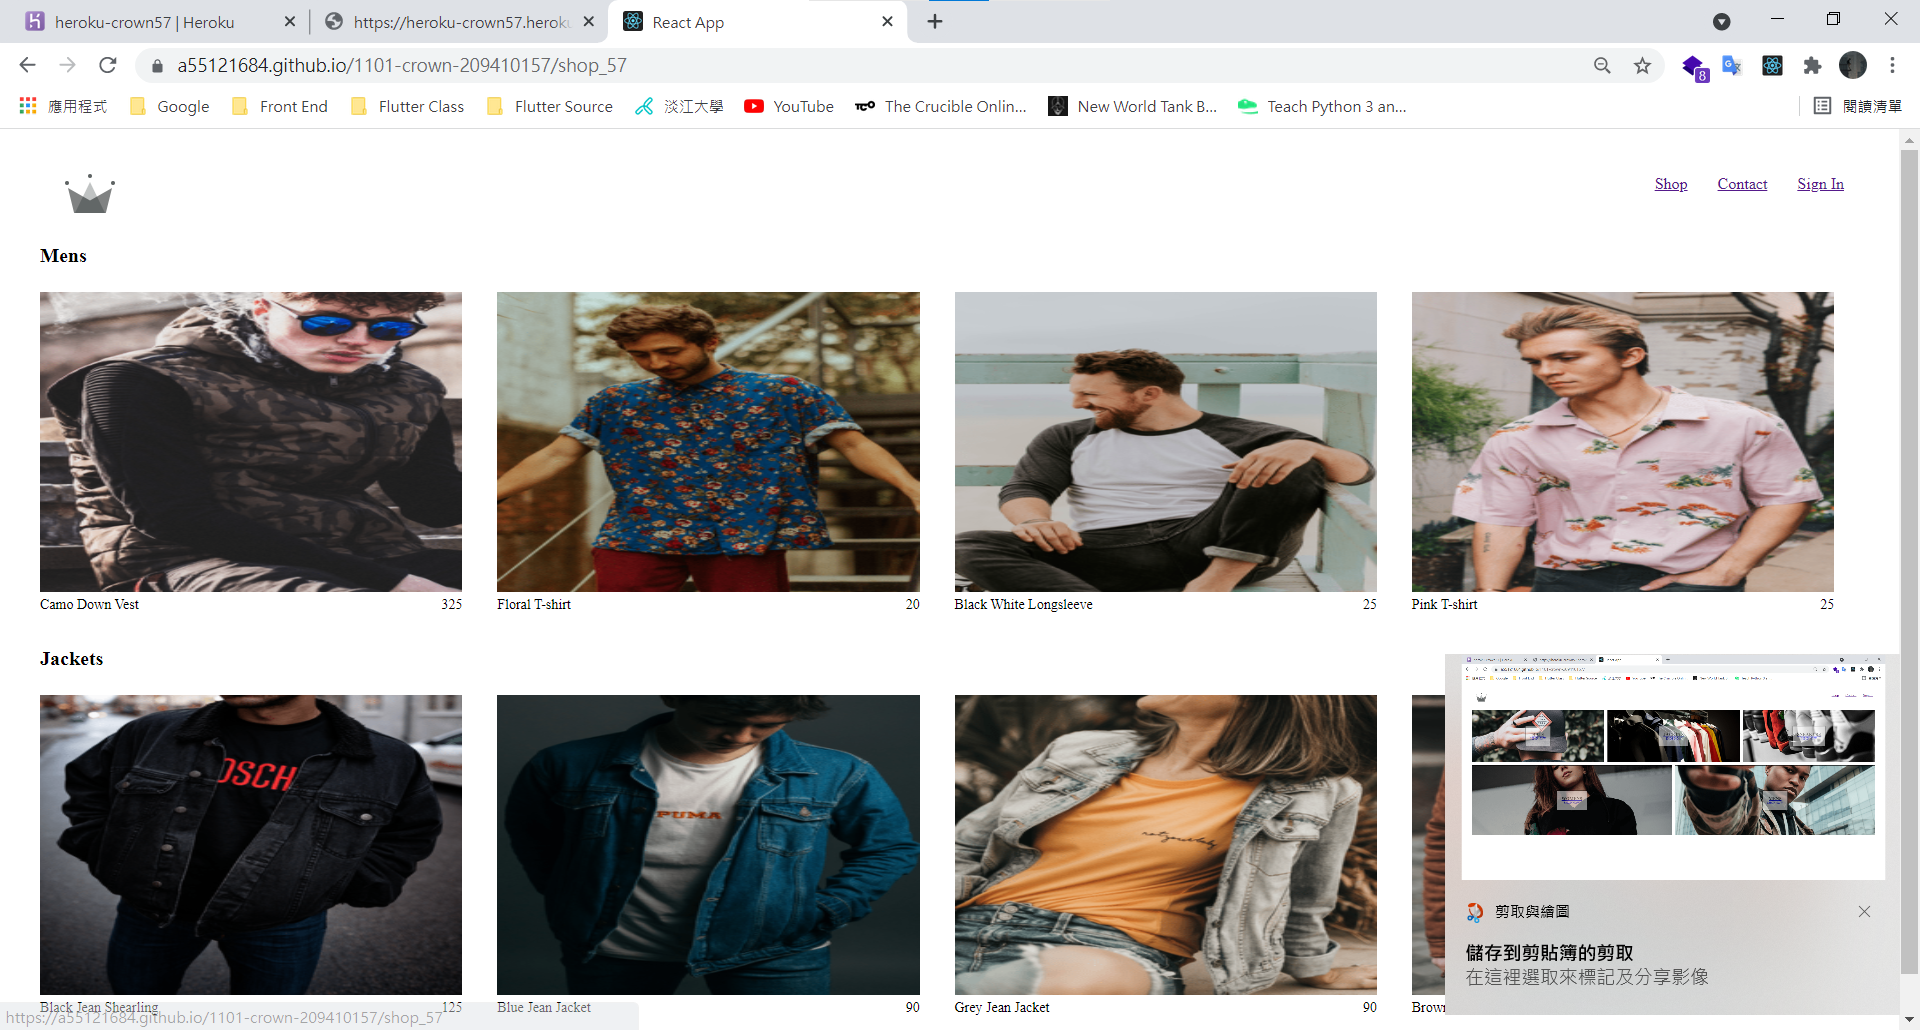 heroku-crown57 | Heroku
https://heroku-crown57.heroku
React App
a55121684.github.io/1101-crown-209410157/shop_57
8
應用程式
Google
Front End
Flutter Class
Flutter Source
淡江大學
YouTube
The Crucible Onlin...
New World Tank B...
Teach Python 3 an...
閱讀清單
Shop
Contact
Sign In
Mens
Camo Down Vest 325
Floral T-shirt 20
Black White Longsleeve 25
Pink T-shirt 25
Jackets
OSCH
PUMA
Black Jean Shearling 125
Blue Jean Jacket 90
Grey Jean Jacket 90
Brown
剪取與繪圖
儲存到剪貼簿的剪取
在這裡選取來標記及分享影像
https://a55121684.github.io/1101-crown-209410157/shop_57